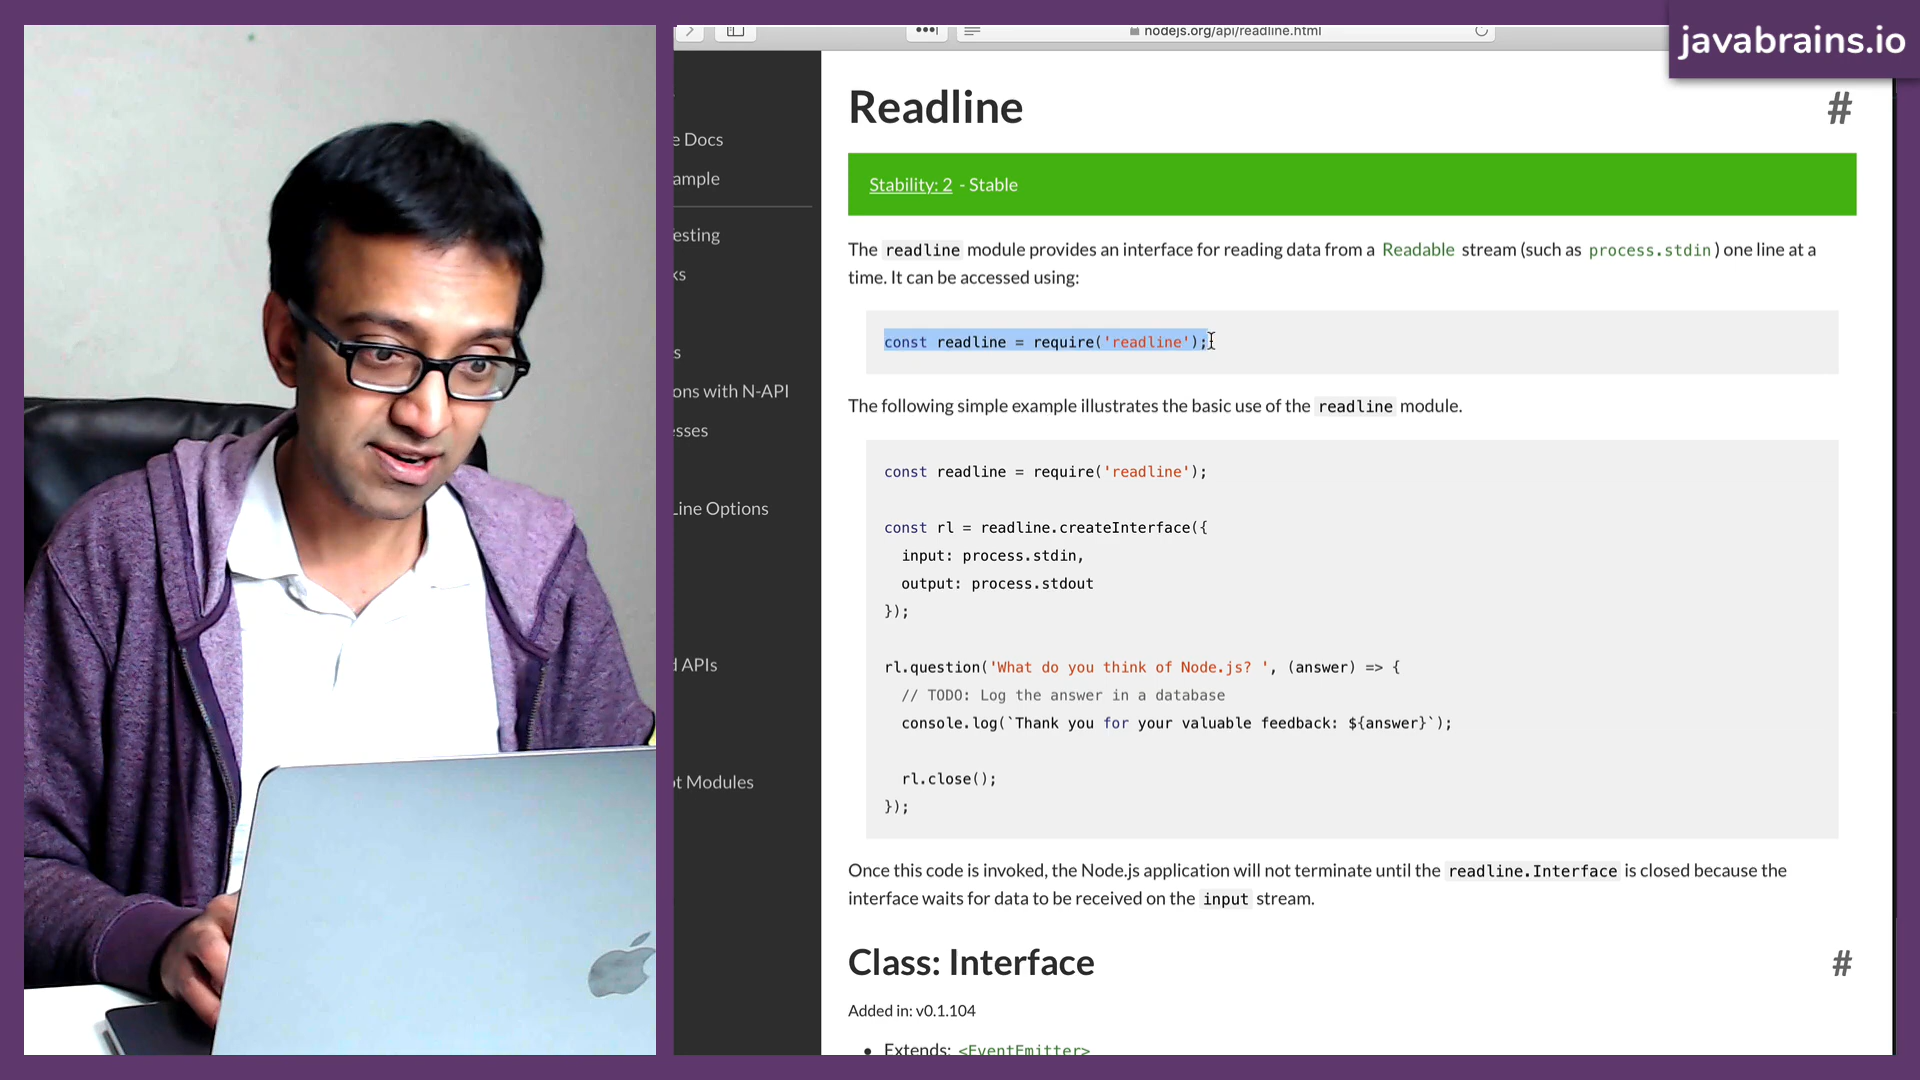 nodejs.org/api/readline.html
javabrains.io
e Docs
ample
esting
ks
s
ons with N-API
esses
Line Options
d APIs
ot Modules
Readline
#
Stability: 2 - Stable
The readline module provides an interface for reading data from a Readable stream (such as process.stdin) one line at a
time. It can be accessed using:
const readline = require('readline');
The following simple example illustrates the basic use of the readline module.
const readline = require('readline');
const rl = readline.createInterface({
input: process.stdin,
output: process.stdout
});
rl.question('What do you think of Node.js? ', (answer) => {
// TODO: Log the answer in a database
console.log(`Thank you for your valuable feedback: ${answer}`);
rl.close();
});
Once this code is invoked, the Node.js application will not terminate until the readline.Interface is closed because the
interface waits for data to be received on the input stream.
Class: Interface
#
Added in: v0.1.104
• Extends: <EventEmitter>